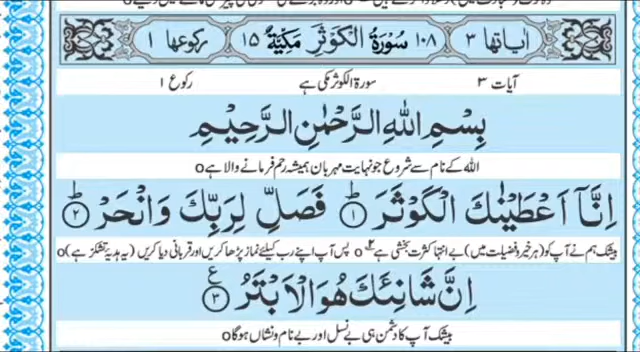 اٰیاتھا ۳ ۱۰۸ سُوْرَةُ الْكَوْثَرِ مَكِّيَّةٌ ۱۵ رکوعھا ۱
آیات ۳ سورۃ الکوثر مکی ہے رکوع ۱
بِسْمِ اللهِ الرَّحْمٰنِ الرَّحِيْمِ
اللہ کے نام سے شروع جو نہایت مہربان ہمیشہ رحم فرمانے والا ہے o
اِنَّاۤ اَعْطَيْنٰكَ الْكَوْثَرَ ؕ﴿۱﴾ فَصَلِّ لِرَبِّكَ وَ انْحَرْ ؕ﴿۲﴾
بیشک ہم نے آپ کو (ہر خیر و فضیلت میں) بے انتہا کثرت بخشی ہے o پس آپ اپنے رب کیلئے نماز پڑھا کریں اور قربانی دیا کریں (یہ ہدیۂ تشکر ہے) o
اِنَّ شَانِئَكَ هُوَ الْاَبْتَرُ ﴿۳﴾ع
بیشک آپ کا دشمن ہی بے نسل اور بے نام و نشاں ہوگا o